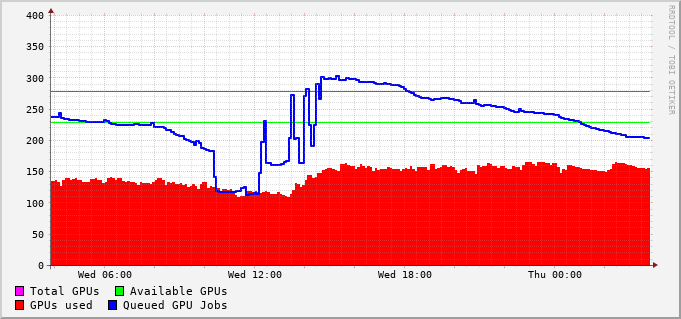 400
350
300
250
200
150
100
50
0
Wed 06:00 Wed 12:00 Wed 18:00 Thu 00:00
Total GPUs Available GPUs
GPUs used Queued GPU Jobs
RRDTOOL / TOBI OETIKER